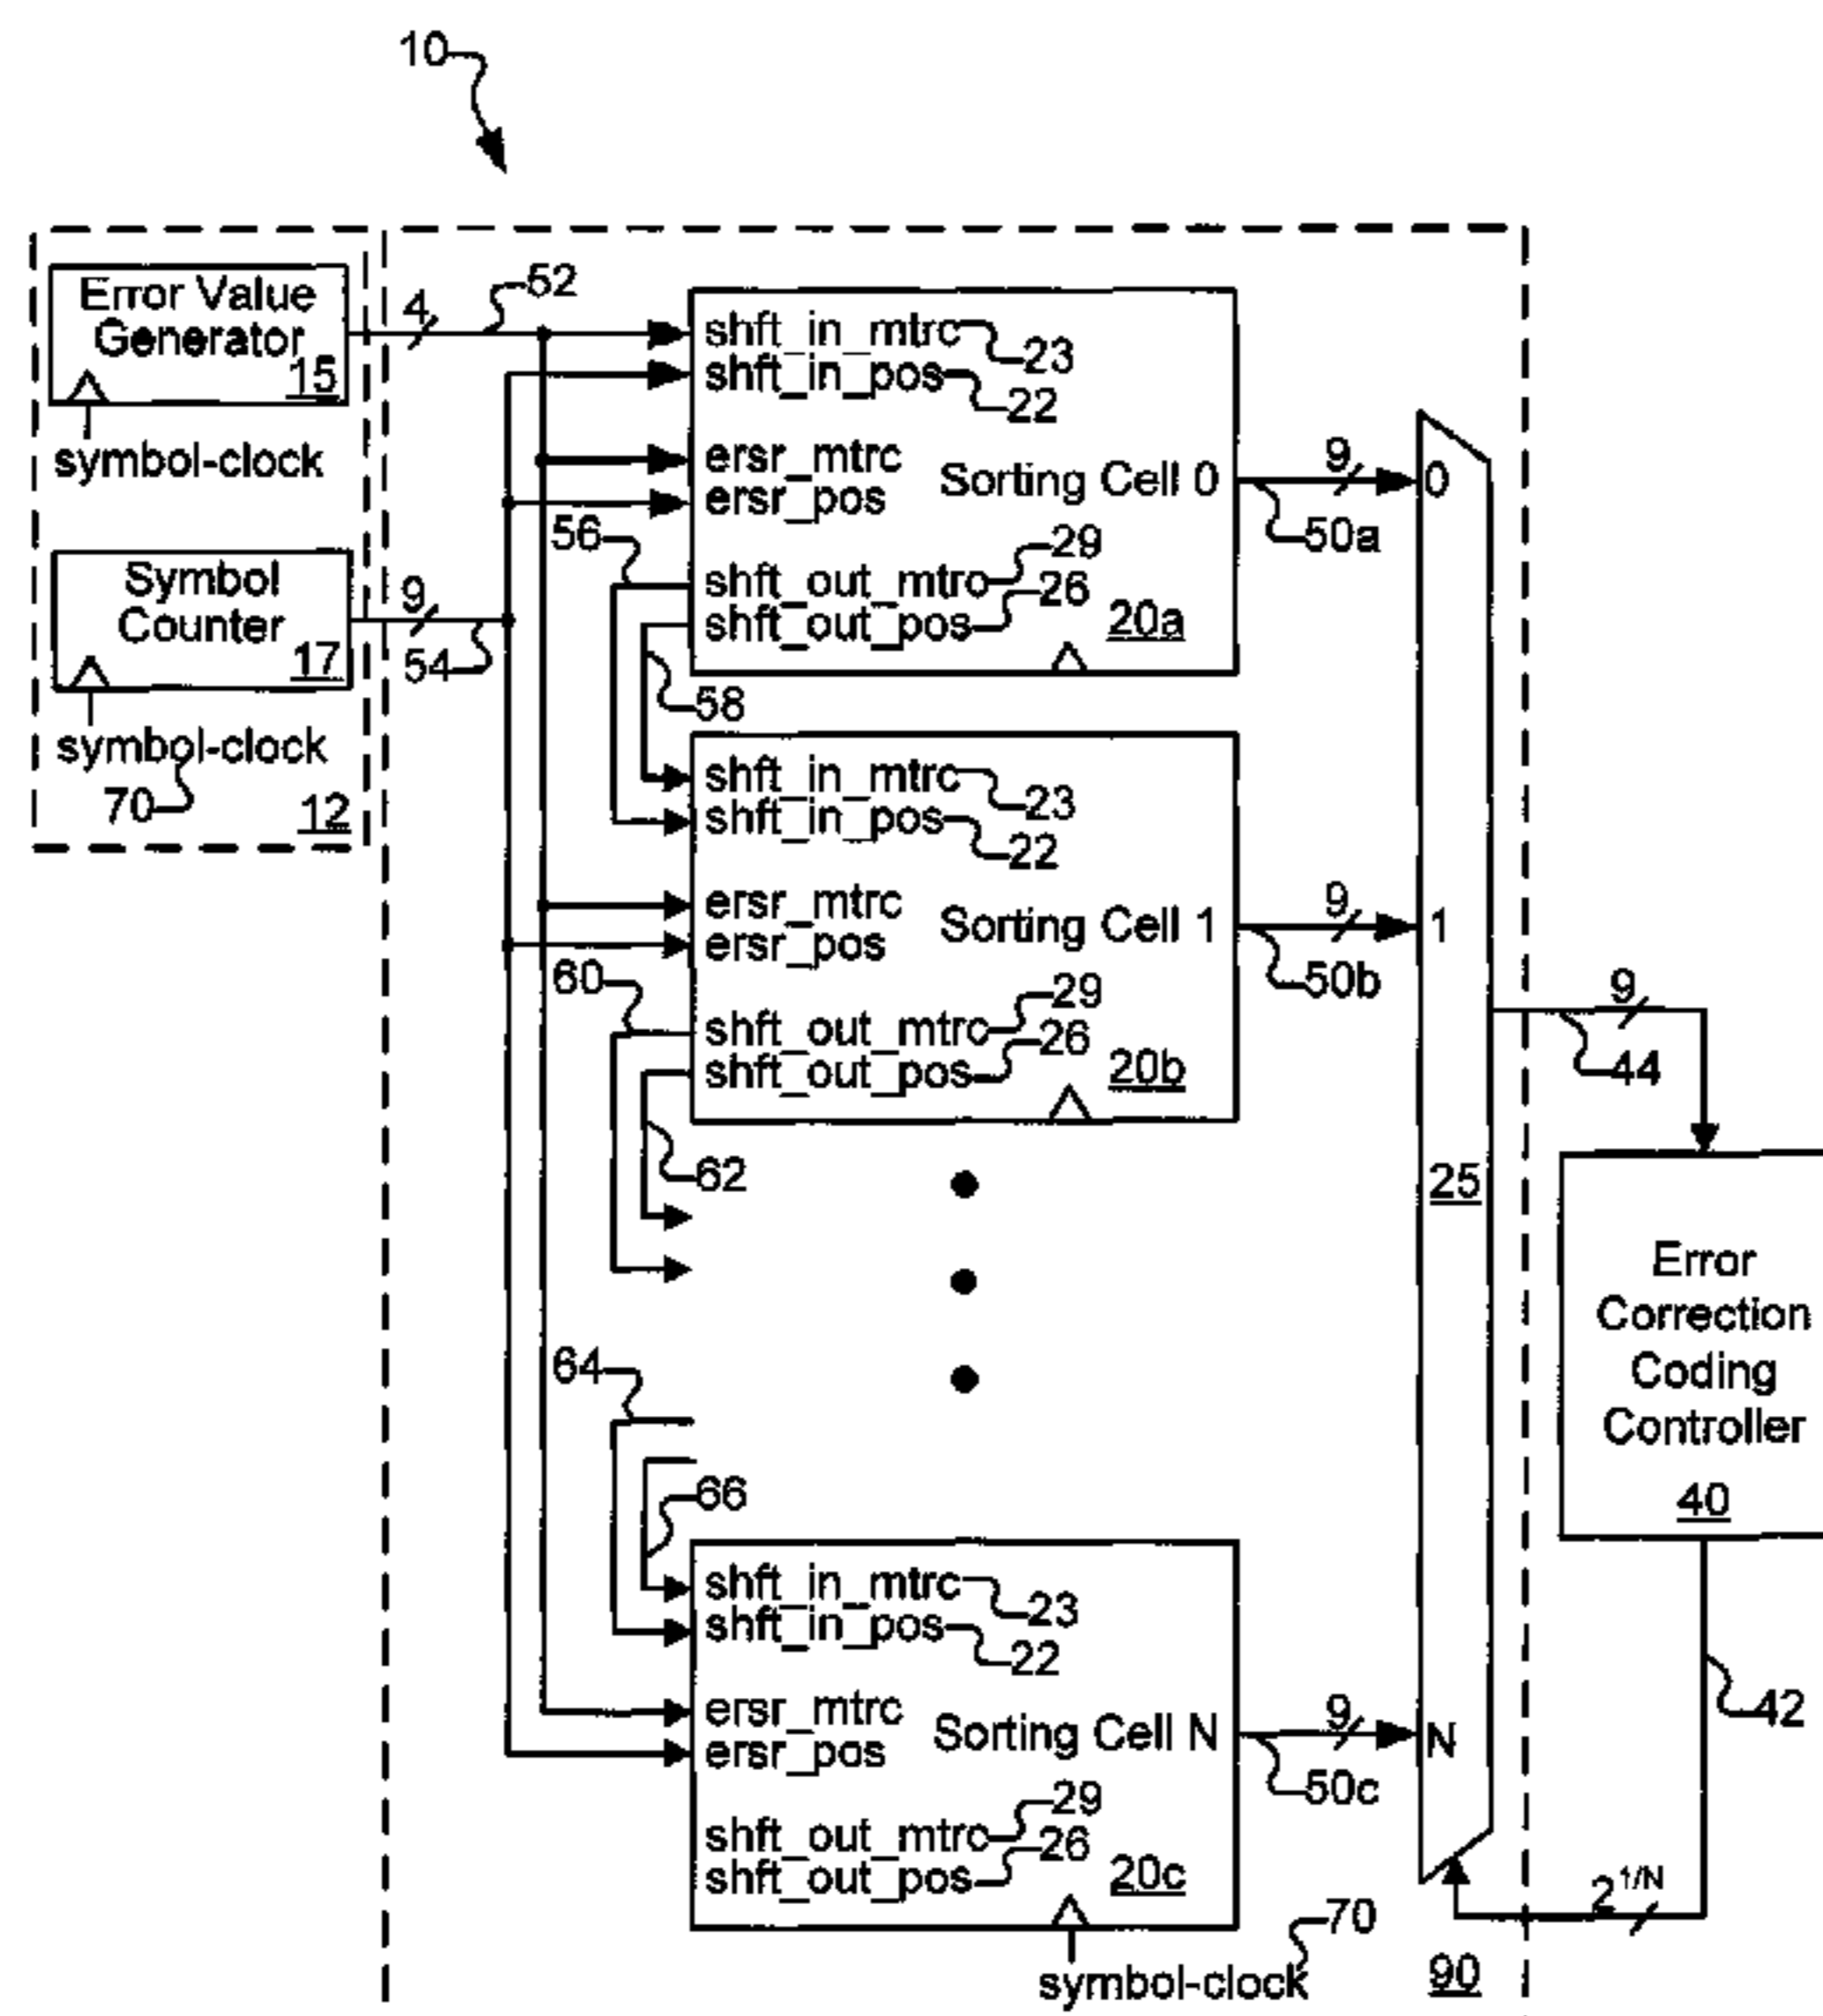 10
Error Value
Generator
15
symbol-clock
Symbol
Counter
17
symbol-clock
70
12
4
52
9
54
shft_in_mtrc
23
shft_in_pos
22
ersr_mtrc
ersr_pos
Sorting Cell 0
56
shft_out_mtrc
29
shft_out_pos
26
20a
58
9
50a
0
shft_in_mtrc
23
shft_in_pos
22
ersr_mtrc
ersr_pos
Sorting Cell 1
60
shft_out_mtrc
29
shft_out_pos
26
20b
62
9
50b
1
9
44
25
Error
Correction
Coding
Controller
40
64
66
shft_in_mtrc
23
shft_in_pos
22
ersr_mtrc
ersr_pos
Sorting Cell N
shft_out_mtrc
29
shft_out_pos
26
20c
9
50c
N
42
2^1/N
symbol-clock
70
90